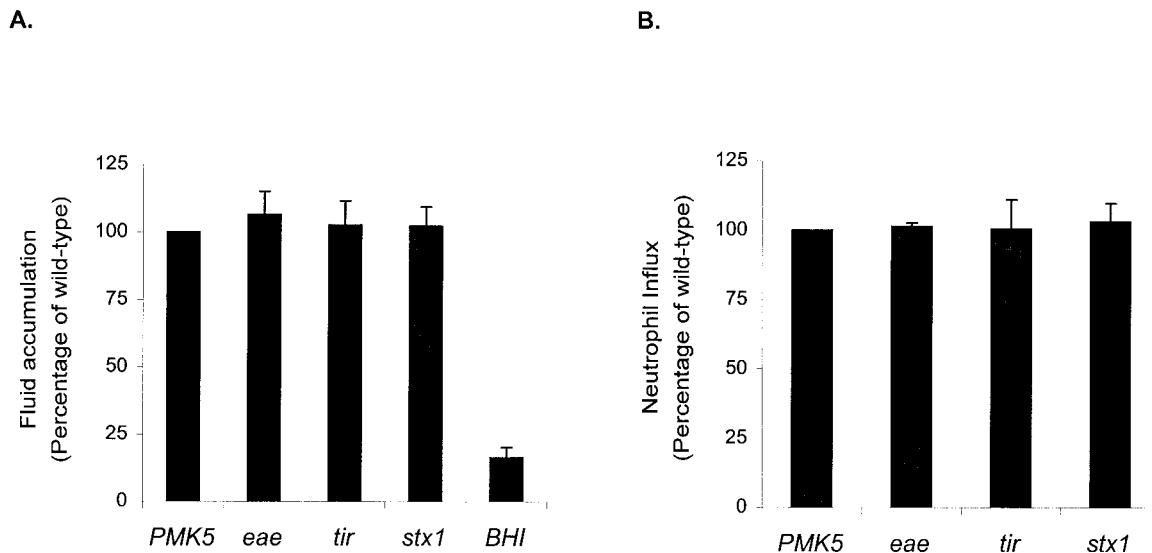 A.
Fluid accumulation
(Percentage of wild-type)
125
100
75
50
25
0
PMK5 eae tir stx1 BHI
B.
Neutrophil Influx
(Percentage of wild-type)
125
100
75
50
25
0
PMK5 eae tir stx1